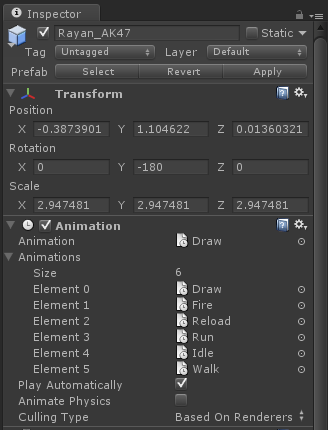 Inspector
Rayan_AK47 Static
Tag Untagged Layer Default
Prefab Select Revert Apply
Transform
Position
X -0.3873901 Y 1.104622 Z 0.01360321
Rotation
X 0 Y -180 Z 0
Scale
X 2.947481 Y 2.947481 Z 2.947481
Animation
Animation Draw
Animations
Size 6
Element 0 Draw
Element 1 Fire
Element 2 Reload
Element 3 Run
Element 4 Idle
Element 5 Walk
Play Automatically
Animate Physics
Culling Type Based On Renderers